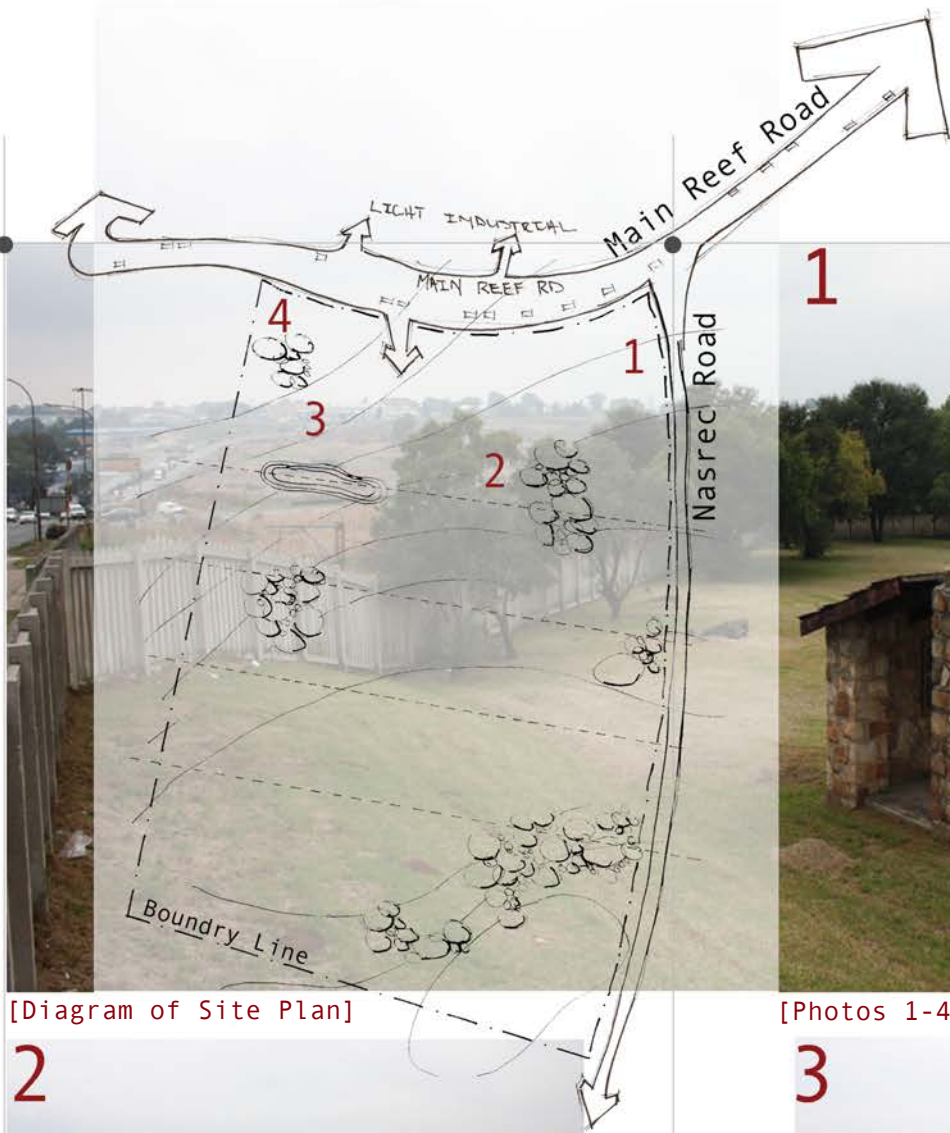 Main Reef Road
LIGHT INDUSTRIAL
MAIN REEF RD
1
4
1
Nasrec Road
3
2
Boundry Line
[Diagram of Site Plan]
[Photos 1-4
2
3